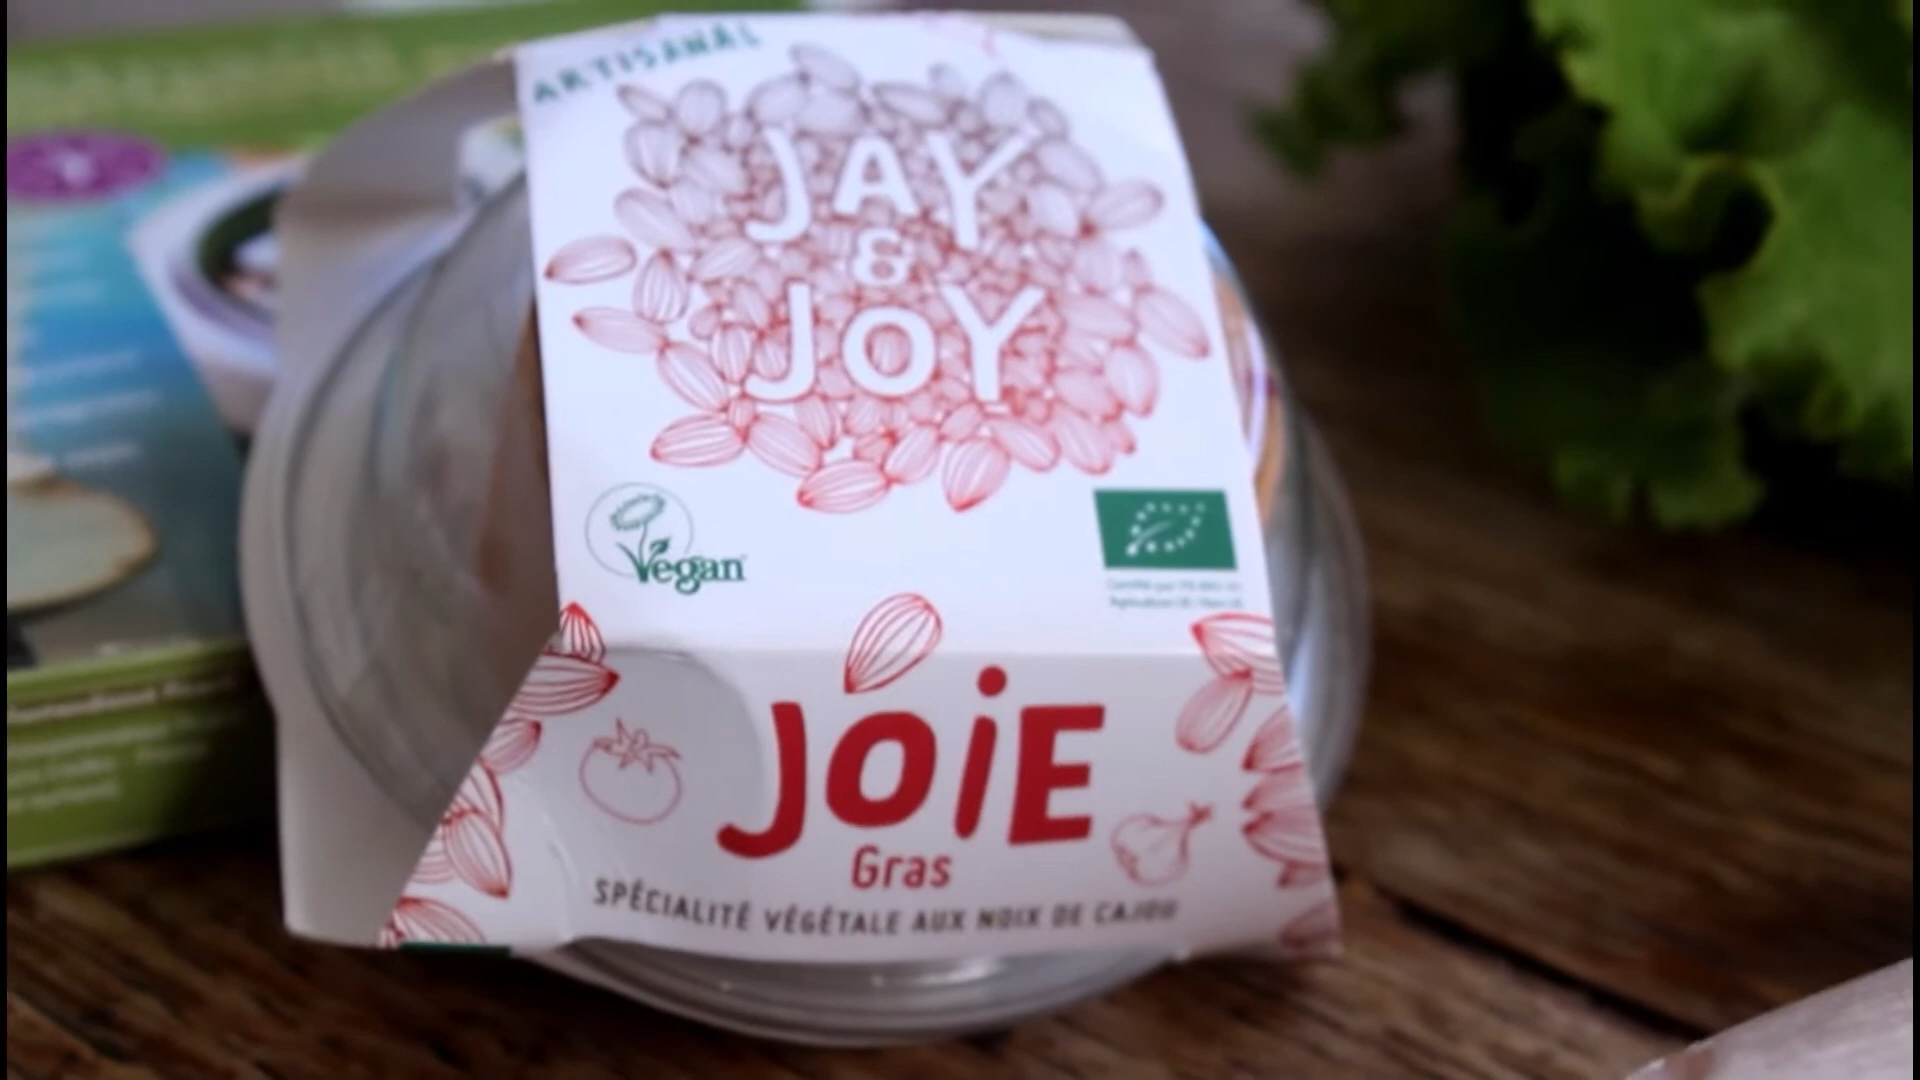 ARTISANAL
JAY
&
JOY
Vegan
JOiE
Gras
SPÉCIALITÉ VÉGÉTALE AUX NOIX DE CAJOU